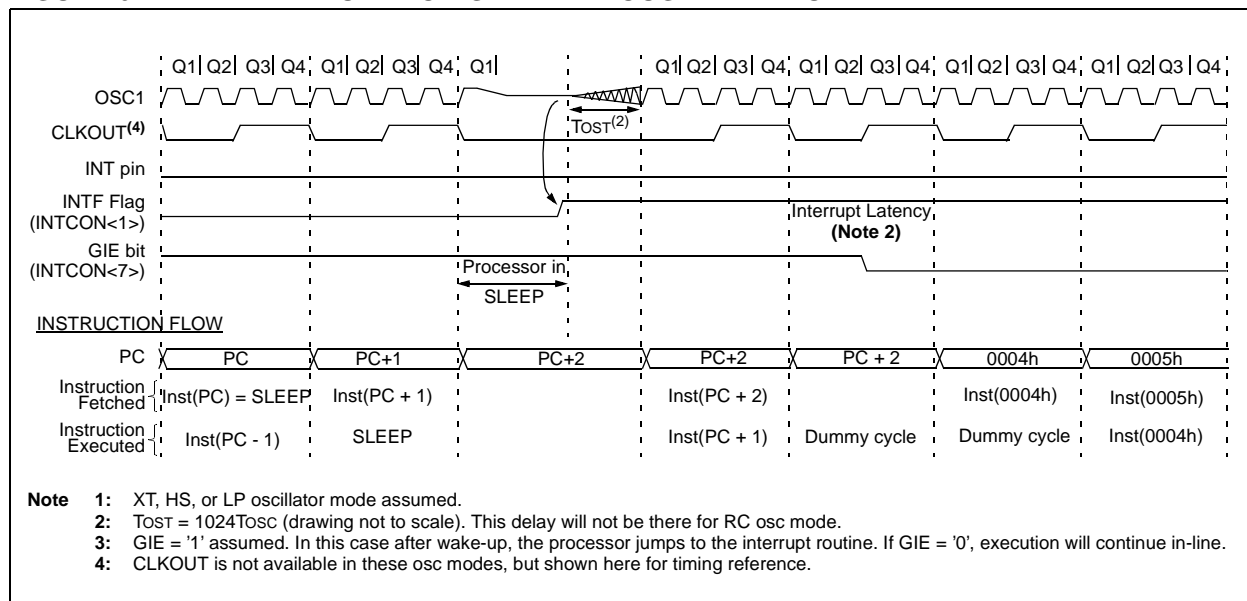 Q1 Q2 Q3 Q4 Q1 Q2 Q3 Q4 Q1 Q1 Q2 Q3 Q4 Q1 Q2 Q3 Q4 Q1 Q2 Q3 Q4 Q1 Q2 Q3 Q4
OSC1
TOST(2)
CLKOUT(4)
INT pin
INTF Flag
(INTCON<1>)
Interrupt Latency
(Note 2)
GIE bit
(INTCON<7>)
Processor in
SLEEP
INSTRUCTION FLOW
PC PC PC+1 PC+2 PC+2 PC + 2 0004h 0005h
Instruction
Fetched
Inst(PC) = SLEEP Inst(PC + 1) Inst(PC + 2) Inst(0004h) Inst(0005h)
Instruction
Executed
Inst(PC - 1) SLEEP Inst(PC + 1) Dummy cycle Dummy cycle Inst(0004h)
Note 1: XT, HS, or LP oscillator mode assumed.
2: TOST = 1024TOSC (drawing not to scale). This delay will not be there for RC osc mode.
3: GIE = '1' assumed. In this case after wake-up, the processor jumps to the interrupt routine. If GIE = '0', execution will continue in-line.
4: CLKOUT is not available in these osc modes, but shown here for timing reference.